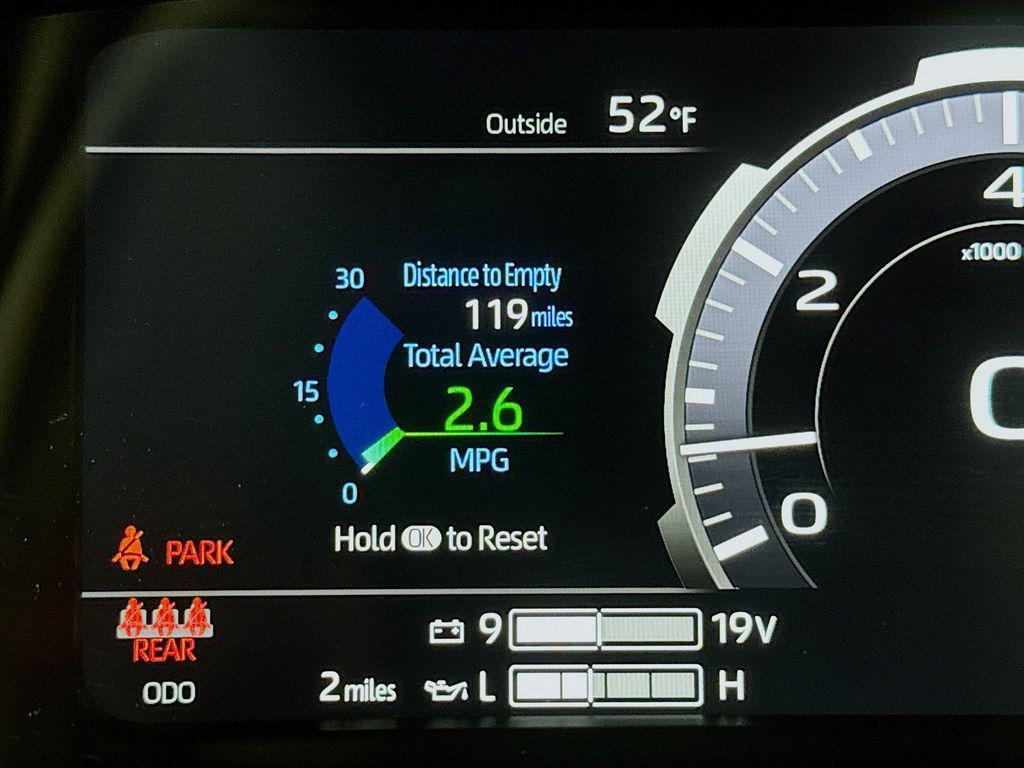 Outside 52°F
4
x1000
2
0
0
30
Distance to Empty
119 miles
Total Average
15
2.6
MPG
0
Hold OK to Reset
PARK
REAR
9 19V
ODO 2 miles L H